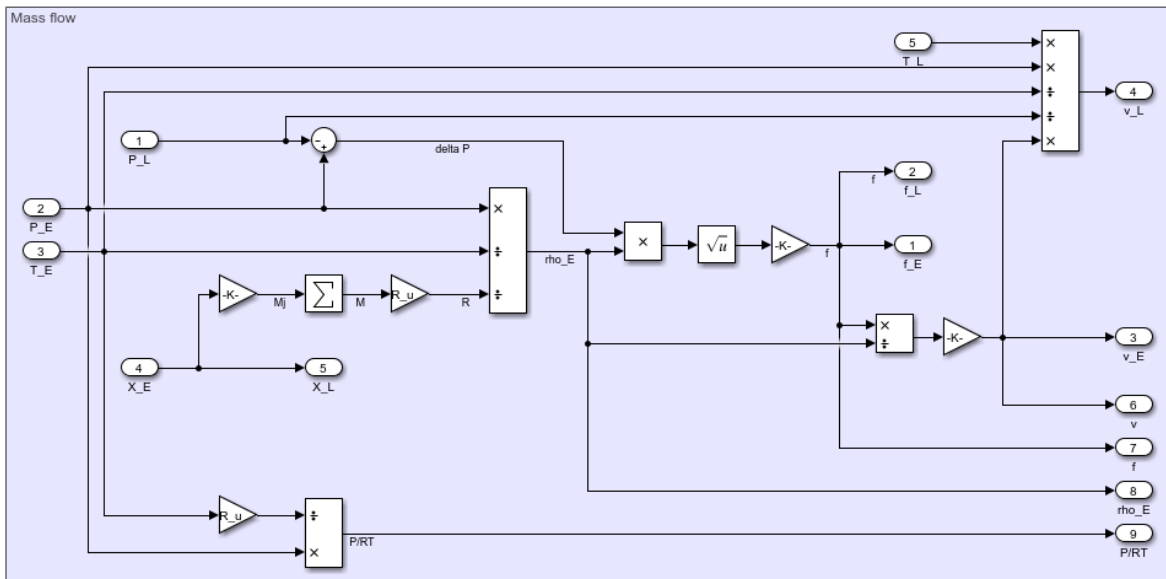 Mass flow
5
T_L
×
×
÷
÷
×
4
v_L
1
P_L
-
+
delta P
2
f_L
f
2
P_E
3
T_E
×
÷
÷
rho_E
×
√u
-K-
f
1
f_E
-K-
Mj
∑
M
R_u
R
×
÷
-K-
3
v_E
4
X_E
5
X_L
6
v
7
f
8
rho_E
R_u
÷
×
P/RT
9
P/RT